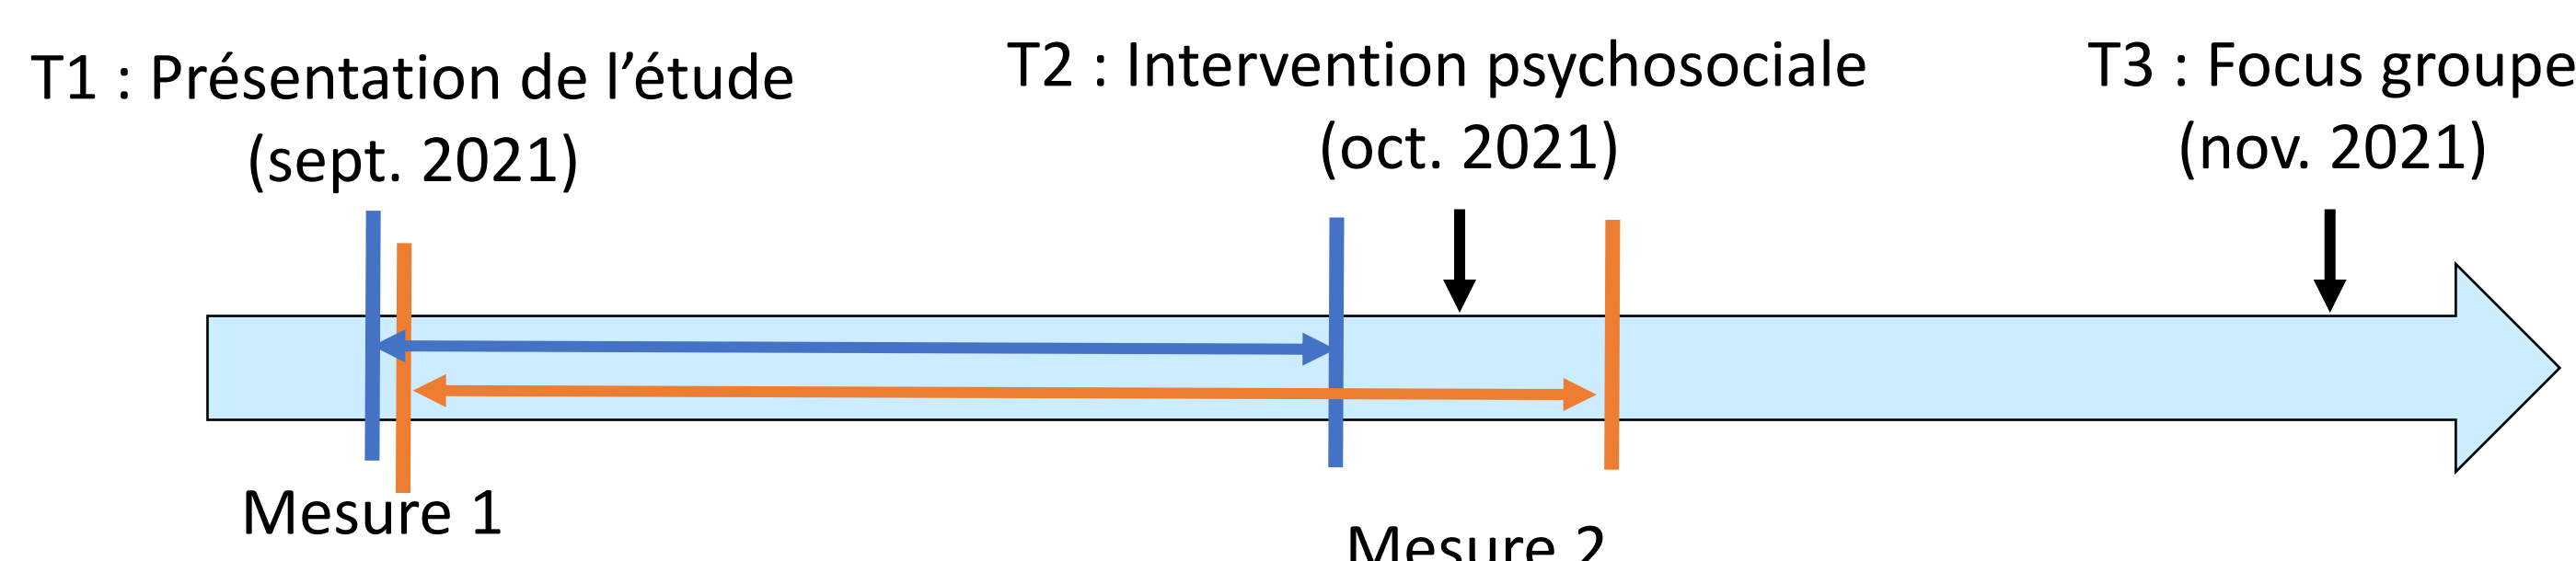 T1 : Présentation de l’étude
(sept. 2021)
T2 : Intervention psychosociale
(oct. 2021)
T3 : Focus groupe
(nov. 2021)
Mesure 1
Mesure 2